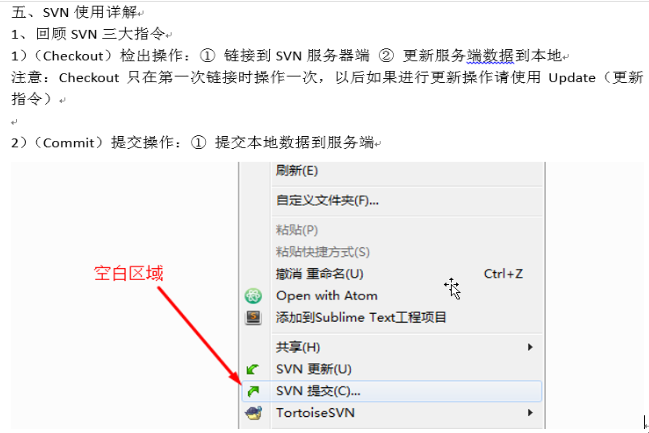 五、SVN 使用详解
1、回顾 SVN 三大指令
1）（Checkout）检出操作：① 链接到 SVN 服务器端 ② 更新服务端数据到本地
注意：Checkout 只在第一次链接时操作一次，以后如果进行更新操作请使用 Update（更新
指令）
2）（Commit）提交操作：① 提交本地数据到服务端
刷新(E)
自定义文件夹(F)...
粘贴(P)
粘贴快捷方式(S)
撤消 重命名(U) Ctrl+Z
空白区域
Open with Atom
添加到Sublime Text工程项目
共享(H)
SVN 更新(U)
SVN 提交(C)...
TortoiseSVN